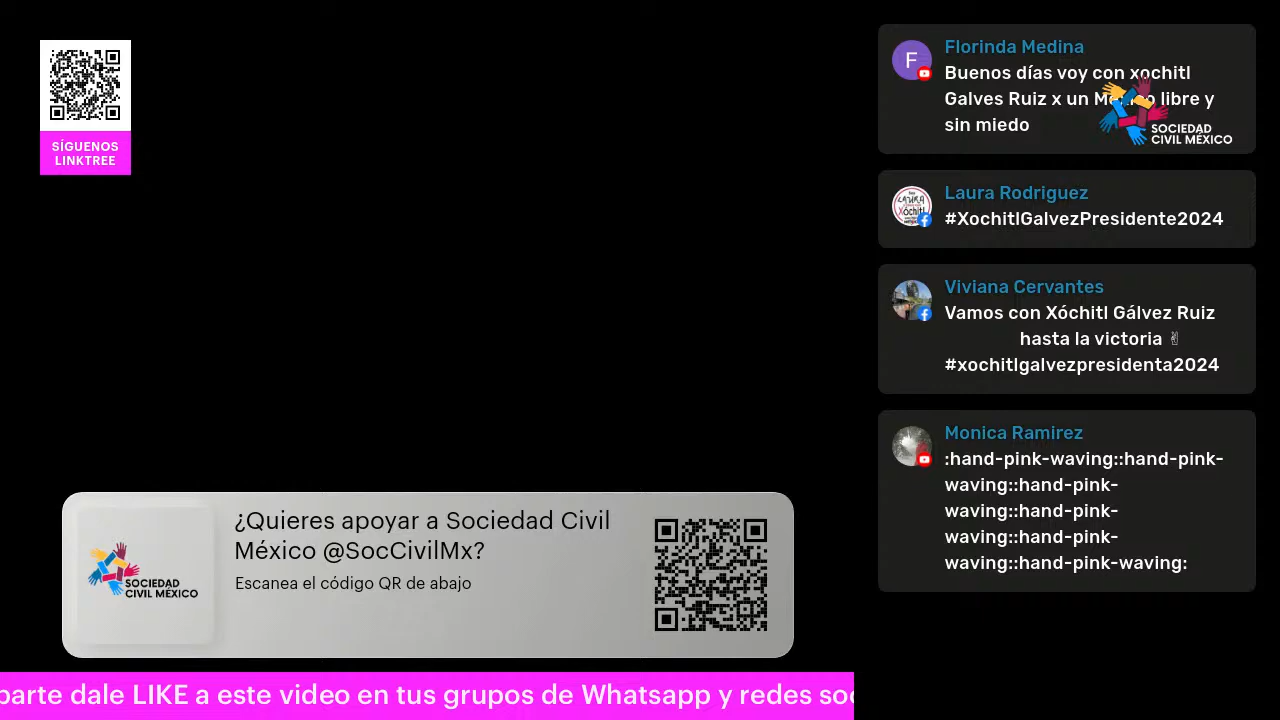 SÍGUENOS
LINKTREE
Florinda Medina
Buenos días voy con xochitl
Galves Ruiz x un México libre y
sin miedo
SOCIEDAD
CIVIL MÉXICO
Laura Rodriguez
#XochitlGalvezPresidente2024
Viviana Cervantes
Vamos con Xóchitl Gálvez Ruiz
hasta la victoria ✌
#xochitlgalvezpresidenta2024
Monica Ramirez
:hand-pink-waving::hand-pink-
waving::hand-pink-
waving::hand-pink-
waving::hand-pink-
waving::hand-pink-waving:
¿Quieres apoyar a Sociedad Civil
México @SocCivilMx?
Escanea el código QR de abajo
SOCIEDAD
CIVIL MÉXICO
parte dale LIKE a este video en tus grupos de Whatsapp y redes soc